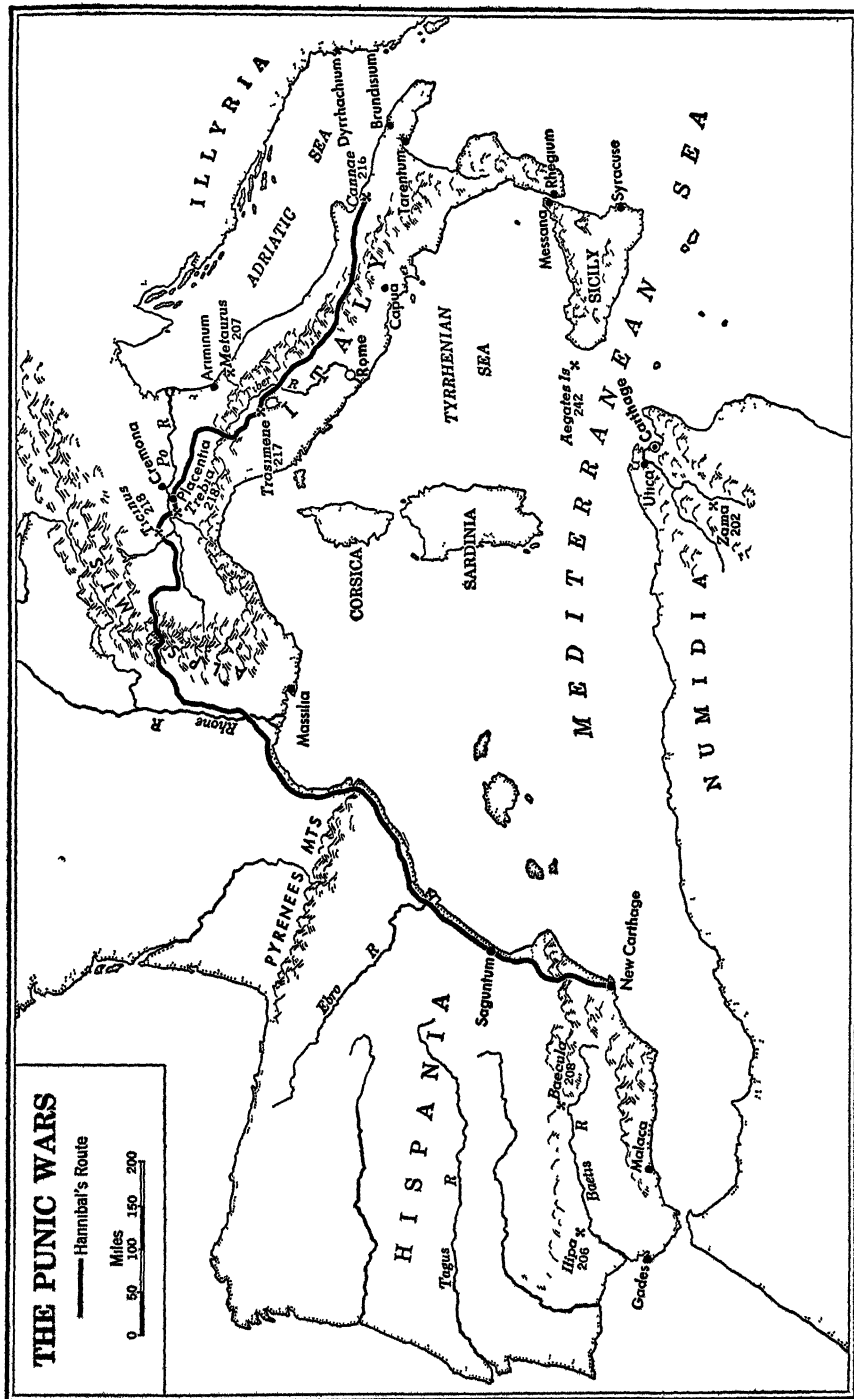 THE PUNIC WARS
Hannibal's Route
Miles
0 50 100 150 200
ILLYRIA
ADRIATIC
SEA
Dyrrhachium
Brundisium
Cannae
216
Tarentum
Ariminum
Metaurus
207
Cremona
Po R
Ticinus
218
Placentia
Trebia
218
ALPS MTS
Tiber R
Trasimene
217
ITALY
Rome
Capua
TYRRHENIAN
SEA
CORSICA
SARDINIA
Messana
Rhegium
SICILY
Syracuse
Aegates Is
242
MEDITERRANEAN SEA
Carthage
Utica
Zama
202
NUMIDIA
Rhone
R
Massilia
PYRENEES MTS
Ebro R
HISPANIA
Saguntum
New Carthage
Tagus R
Baecula
208
Baetis R
Ilipa
206
Malaca
Gades